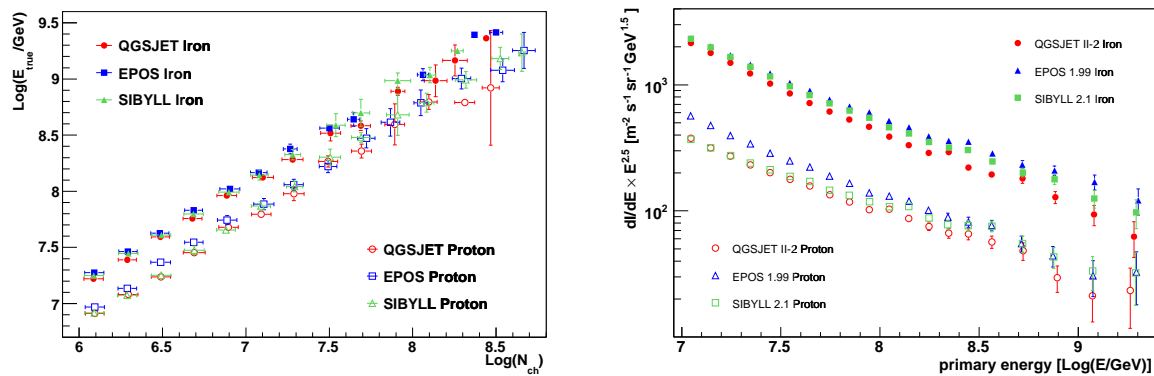 Log(E_true/GeV)
9.5
9
8.5
8
7.5
7
QGSJET Iron
EPOS Iron
SIBYLL Iron
QGSJET Proton
EPOS Proton
SIBYLL Proton
6 6.5 7 7.5 8 8.5
Log(N_ch)
dI/dE × E^2.5 [m^-2 s^-1 sr^-1 GeV^1.5]
10^3
10^2
QGSJET II-2 Iron
EPOS 1.99 Iron
SIBYLL 2.1 Iron
QGSJET II-2 Proton
EPOS 1.99 Proton
SIBYLL 2.1 Proton
7 7.5 8 8.5 9
primary energy [Log(E/GeV)]